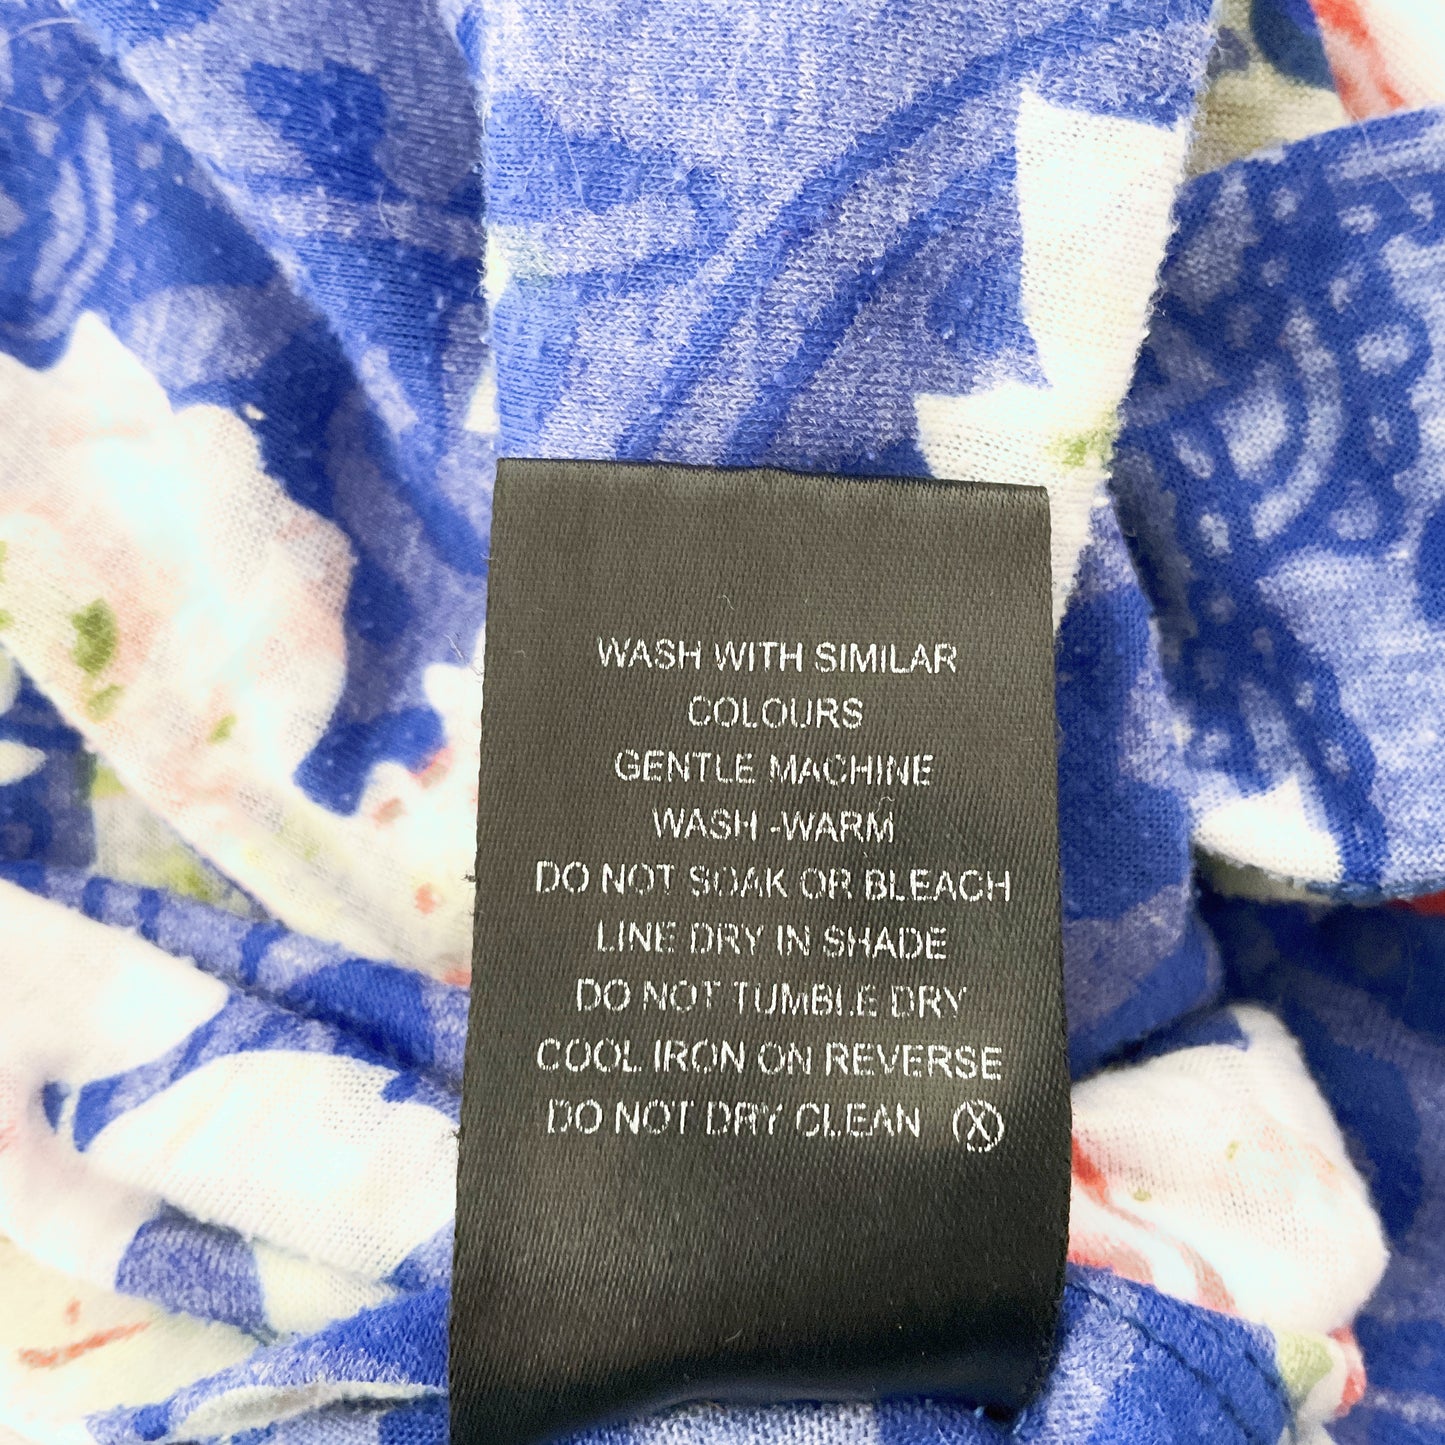 WASH WITH SIMILAR
COLOURS
GENTLE MACHINE
WASH -WARM
DO NOT SOAK OR BLEACH
LINE DRY IN SHADE
DO NOT TUMBLE DRY
COOL IRON ON REVERSE
DO NOT DRY CLEAN Ⓧ